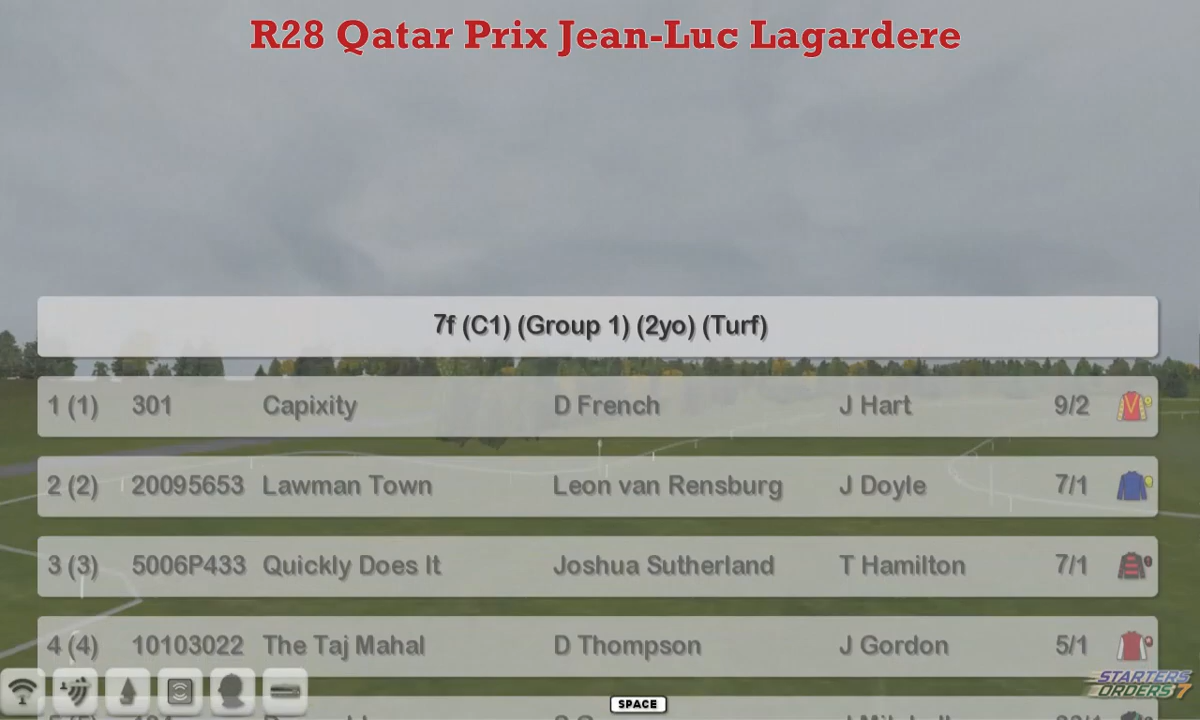 R28 Qatar Prix Jean-Luc Lagardere
7f (C1) (Group 1) (2yo) (Turf)
1 (1) 301 Capixity D French J Hart 9/2
2 (2) 20095653 Lawman Town Leon van Rensburg J Doyle 7/1
3 (3) 5006P433 Quickly Does It Joshua Sutherland T Hamilton 7/1
4 (4) 10103022 The Taj Mahal D Thompson J Gordon 5/1
STARTERS
ORDERS 7
SPACE